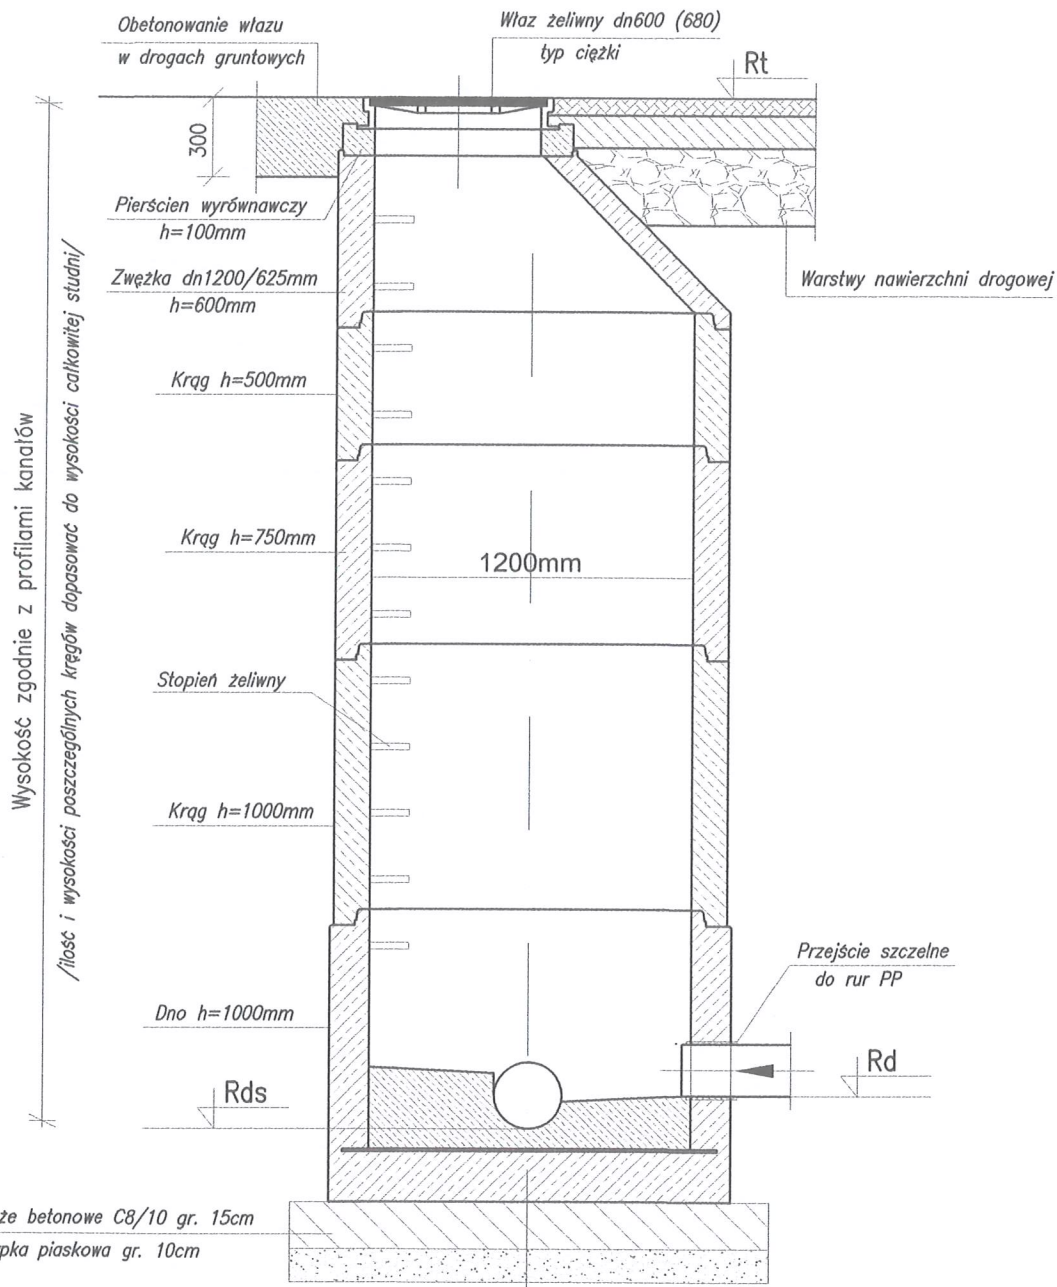 Obetonowanie włazu
w drogach gruntowych
Właz żeliwny dn600 (680)
typ ciężki
Rt
300
Pierścien wyrównawczy
h=100mm
Zwężka dn1200/625mm
h=600mm
Warstwy nawierzchni drogowej
Krąg h=500mm
Wysokość zgodnie z profilami kanałów
/ilość i wysokości poszczególnych kręgów dopasować do wysokości całkowitej studni/
Krąg h=750mm
1200mm
Stopień żeliwny
Krąg h=1000mm
Przejście szczelne
do rur PP
Dno h=1000mm
Rds
Rd
że betonowe C8/10 gr. 15cm
pka piaskowa gr. 10cm